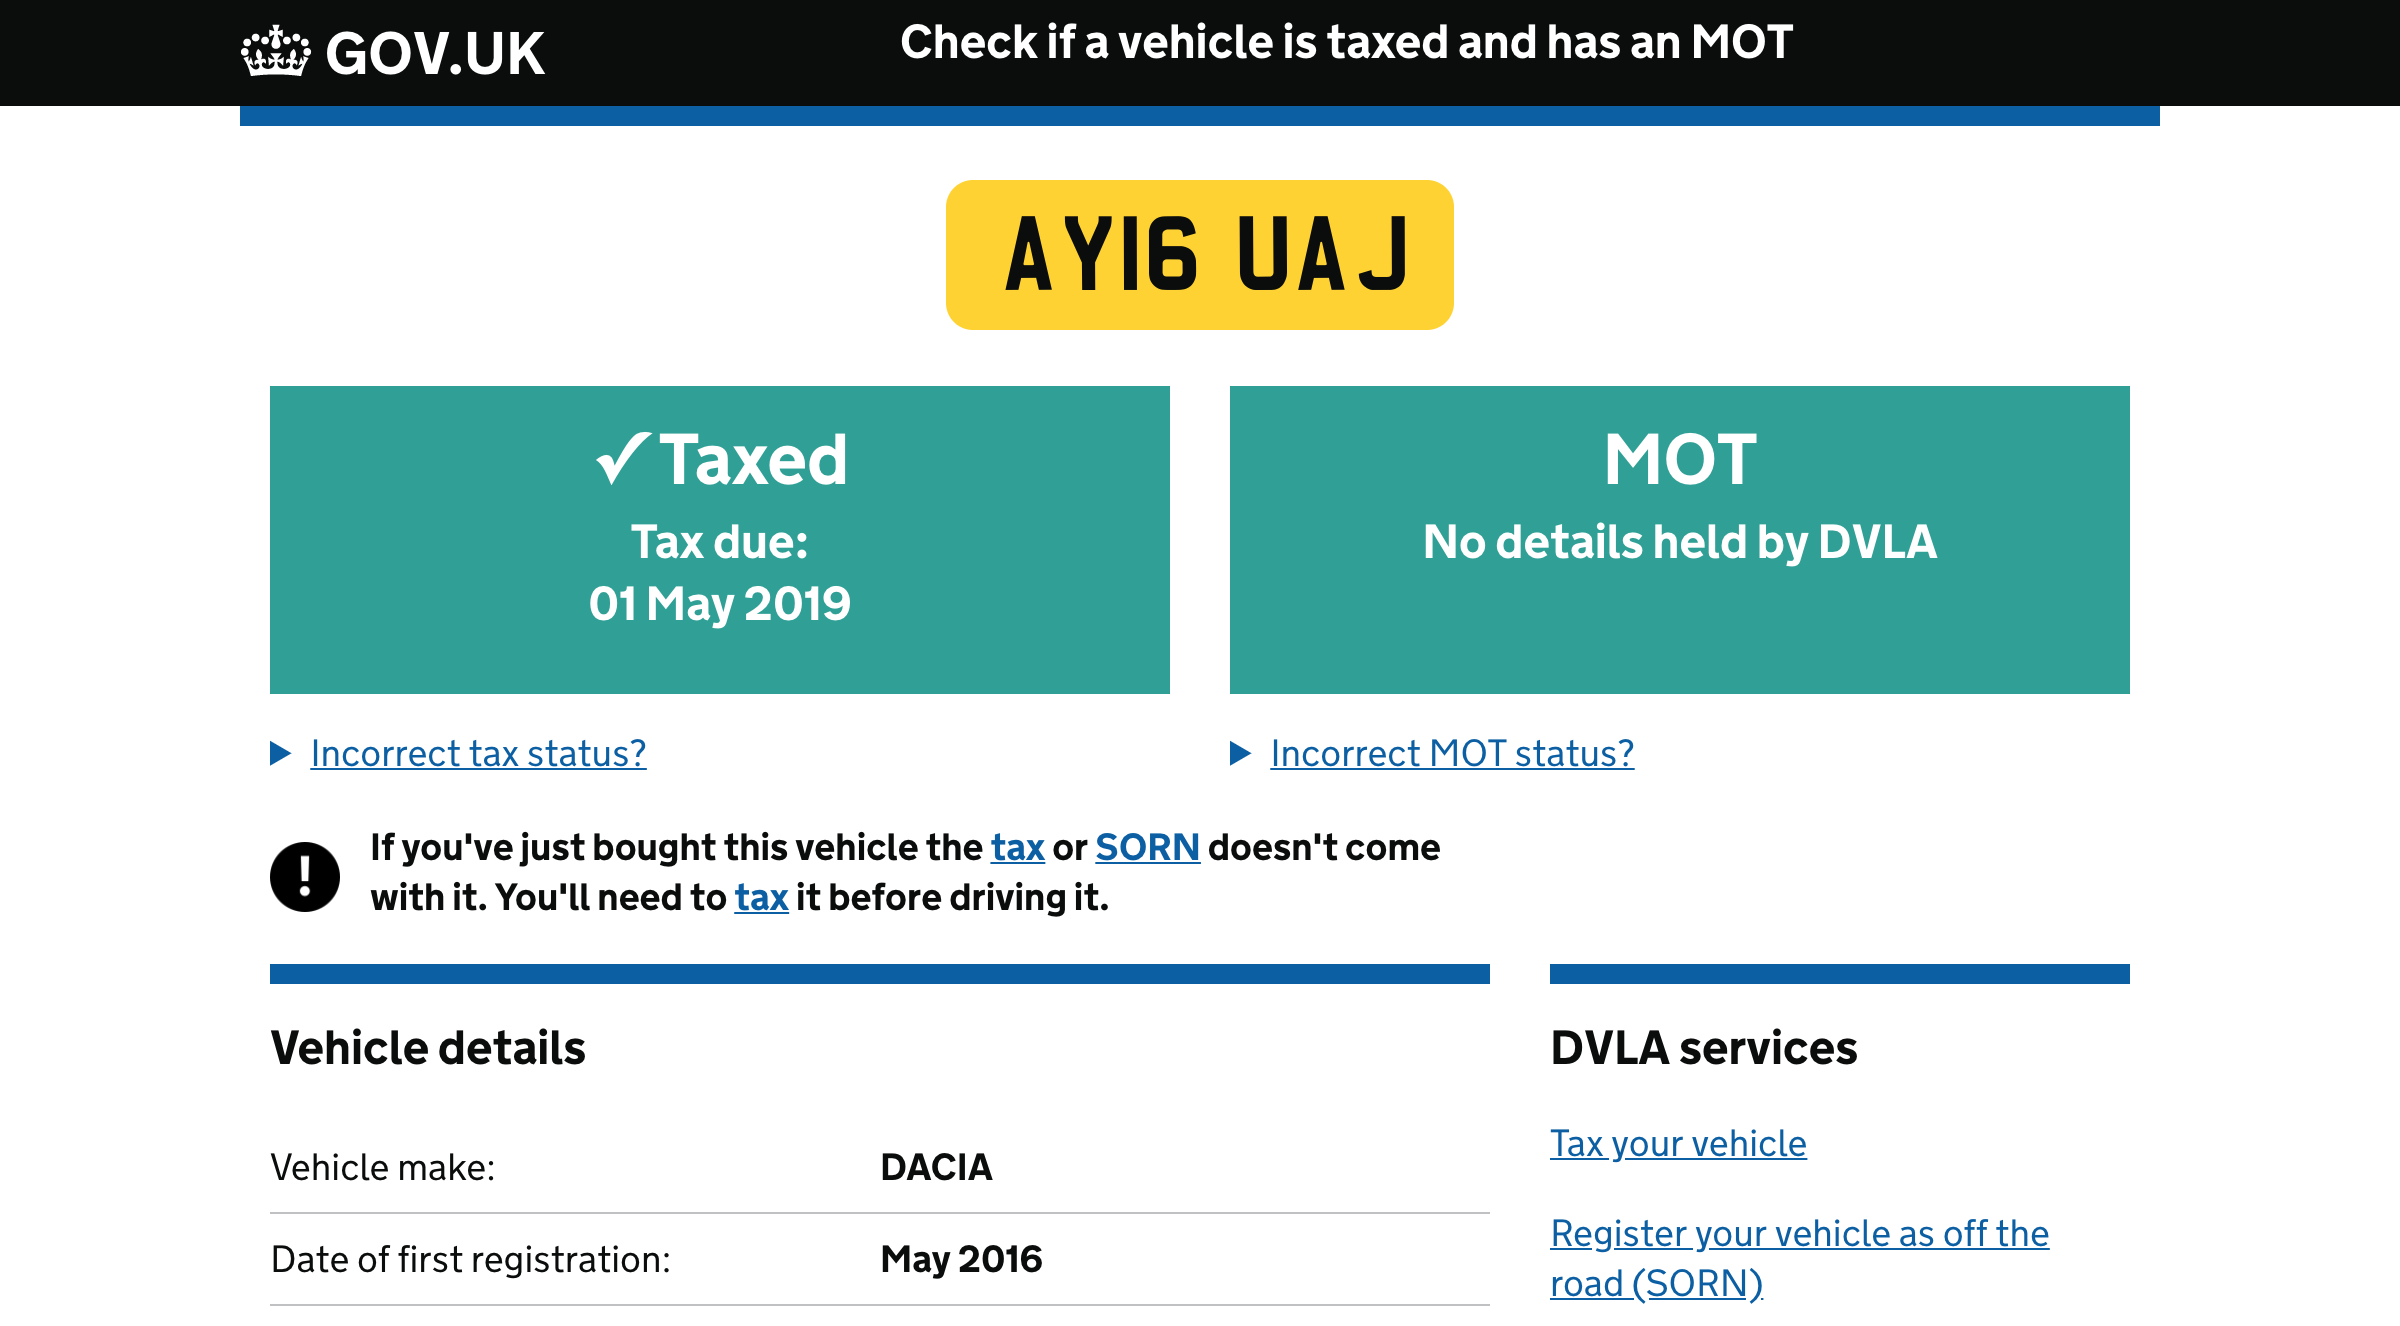 GOV.UK
Check if a vehicle is taxed and has an MOT
AY16 UAJ
✓Taxed
Tax due:
01 May 2019
MOT
No details held by DVLA
Incorrect tax status?
Incorrect MOT status?
If you've just bought this vehicle the tax or SORN doesn't come
with it. You'll need to tax it before driving it.
Vehicle details
Vehicle make: DACIA
Date of first registration: May 2016
DVLA services
Tax your vehicle
Register your vehicle as off the
road (SORN)